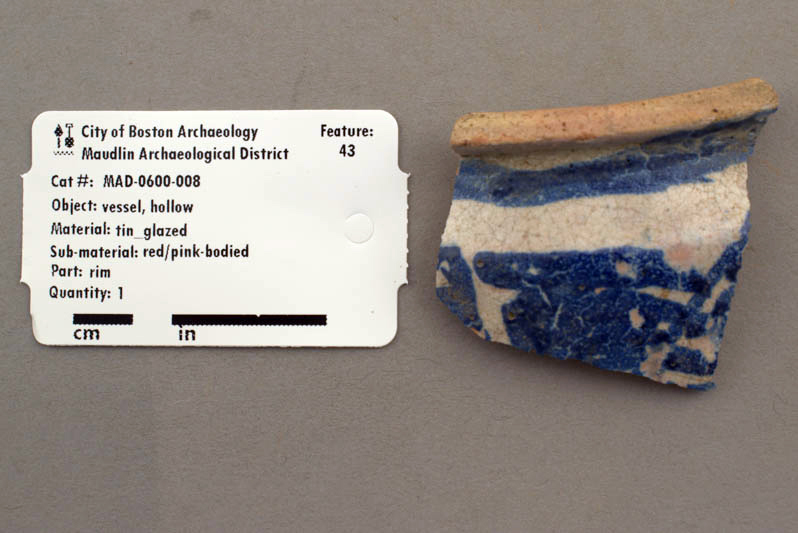 City of Boston Archaeology
Maudlin Archaeological District
Feature:
43
Cat #: MAD-0600-008
Object: vessel, hollow
Material: tin_glazed
Sub-material: red/pink-bodied
Part: rim
Quantity: 1
cm in